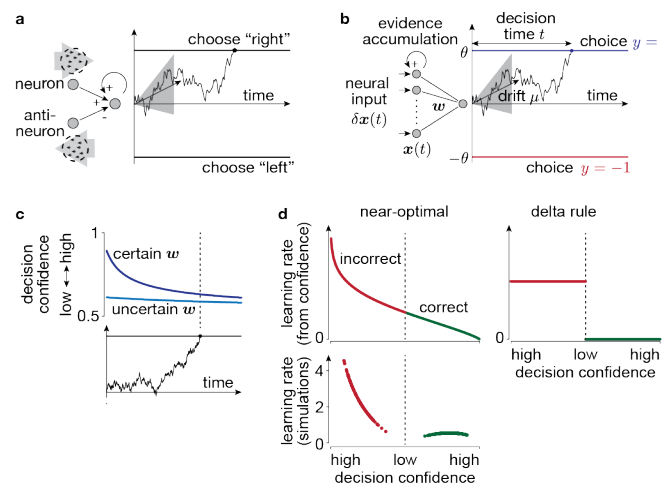 a
choose “right”
neuron
+
+
-
anti-
neuron
time
choose “left”
b
evidence
accumulation
decision
time t
θ
choice y =
+
neural
input
δx(t)
+
+
w
drift μ
time
x(t)
−θ
choice y = −1
c
decision
confidence
low ↔ high
1
certain w
uncertain w
0.5
time
d
near-optimal
delta rule
learning rate
(from confidence)
incorrect
correct
0
0
high
low
high
decision confidence
learning rate
(simulations)
4
2
0
high
low
high
decision confidence